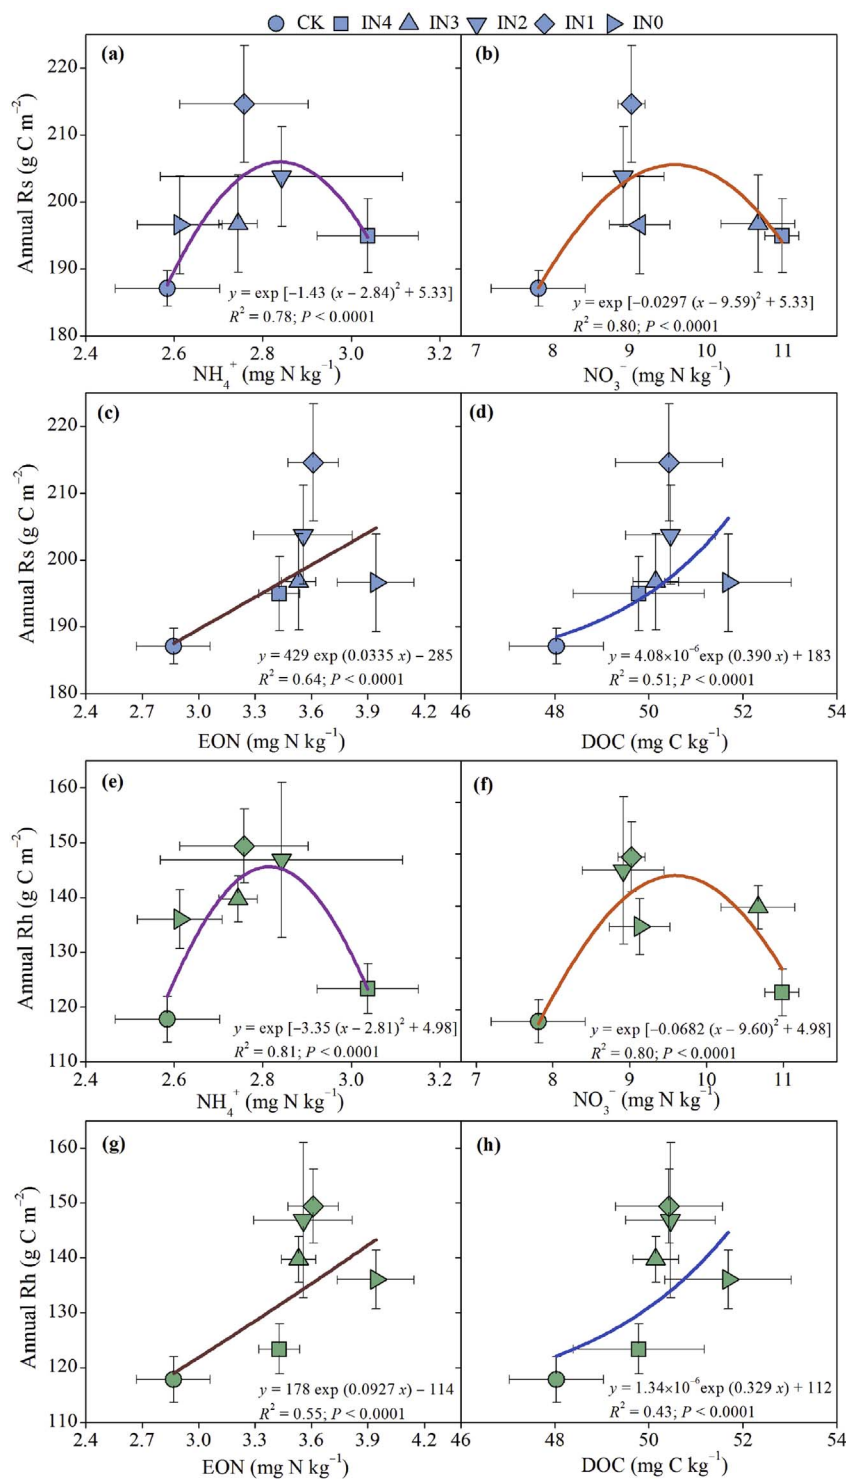 CK IN4 IN3 IN2 IN1 IN0
(a)
220
210
200
190
180
Annual Rs (g C m⁻²)
y = exp [−1.43 (x − 2.84)² + 5.33]
R² = 0.78; P < 0.0001
2.4 2.6 2.8 3.0 3.2
NH₄⁺ (mg N kg⁻¹)
(b)
y = exp [−0.0297 (x − 9.59)² + 5.33]
R² = 0.80; P < 0.0001
7 8 9 10 11
NO₃⁻ (mg N kg⁻¹)
(c)
220
210
200
190
180
Annual Rs (g C m⁻²)
y = 429 exp (0.0335 x) − 285
R² = 0.64; P < 0.0001
2.4 2.7 3.0 3.3 3.6 3.9 4.2
EON (mg N kg⁻¹)
(d)
y = 4.08×10⁻⁶exp (0.390 x) + 183
R² = 0.51; P < 0.0001
46 48 50 52 54
DOC (mg C kg⁻¹)
(e)
160
150
140
130
120
110
Annual Rh (g C m⁻²)
y = exp [−3.35 (x − 2.81)² + 4.98]
R² = 0.81; P < 0.0001
2.4 2.6 2.8 3.0 3.2
NH₄⁺ (mg N kg⁻¹)
(f)
y = exp [−0.0682 (x − 9.60)² + 4.98]
R² = 0.80; P < 0.0001
7 8 9 10 11
NO₃⁻ (mg N kg⁻¹)
(g)
160
150
140
130
120
110
Annual Rh (g C m⁻²)
y = 178 exp (0.0927 x) − 114
R² = 0.55; P < 0.0001
2.4 2.7 3.0 3.3 3.6 3.9 4.2
EON (mg N kg⁻¹)
(h)
y = 1.34×10⁻⁶exp (0.329 x) + 112
R² = 0.43; P < 0.0001
46 48 50 52 54
DOC (mg C kg⁻¹)